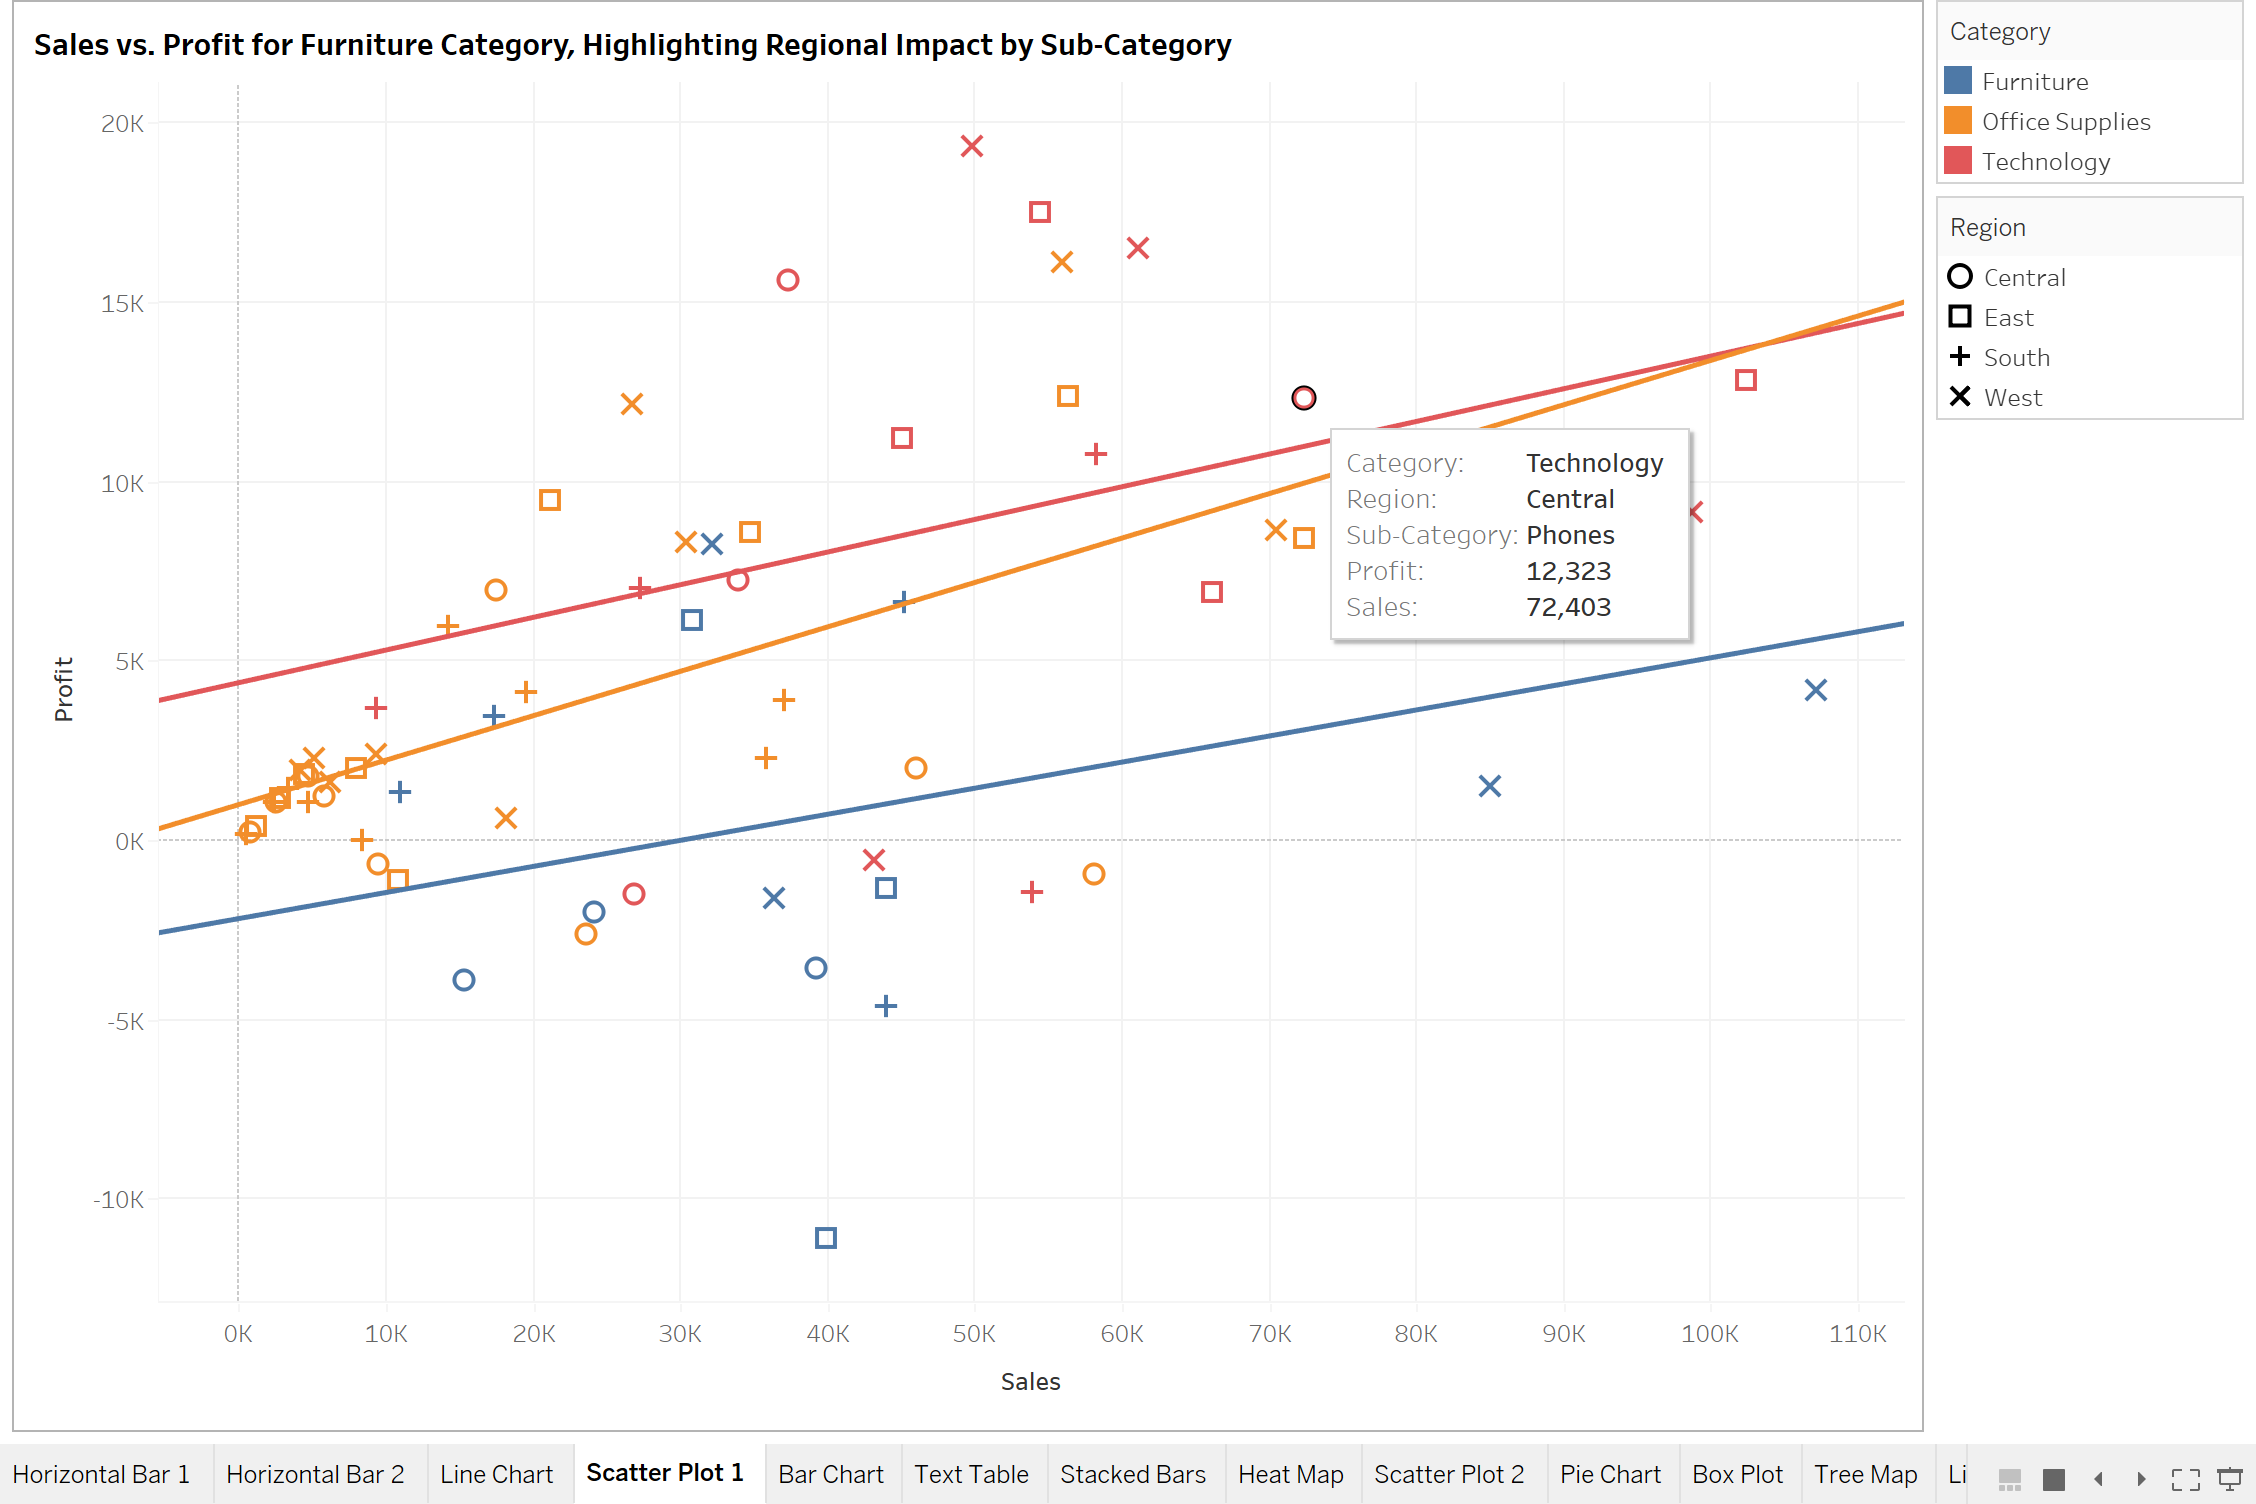 Sales vs. Profit for Furniture Category, Highlighting Regional Impact by Sub-Category
20K
15K
10K
5K
0K
-5K
-10K
Profit
0K 10K 20K 30K 40K 50K 60K 70K 80K 90K 100K 110K
Sales
Category: Technology
Region: Central
Sub-Category: Phones
Profit: 12,323
Sales: 72,403
Category
Furniture
Office Supplies
Technology
Region
Central
East
South
West
Horizontal Bar 1 Horizontal Bar 2 Line Chart Scatter Plot 1 Bar Chart Text Table Stacked Bars Heat Map Scatter Plot 2 Pie Chart Box Plot Tree Map Li